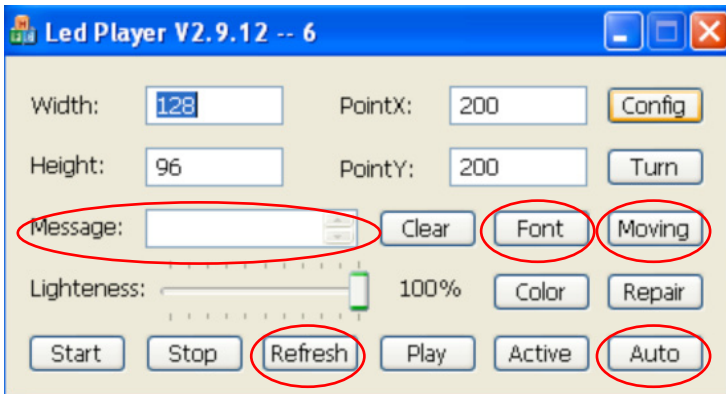 Led Player V2.9.12 -- 6
Width: 128 PointX: 200 Config
Height: 96 PointY: 200 Turn
Message: Clear Font Moving
Lighteness: 100% Color Repair
Start Stop Refresh Play Active Auto